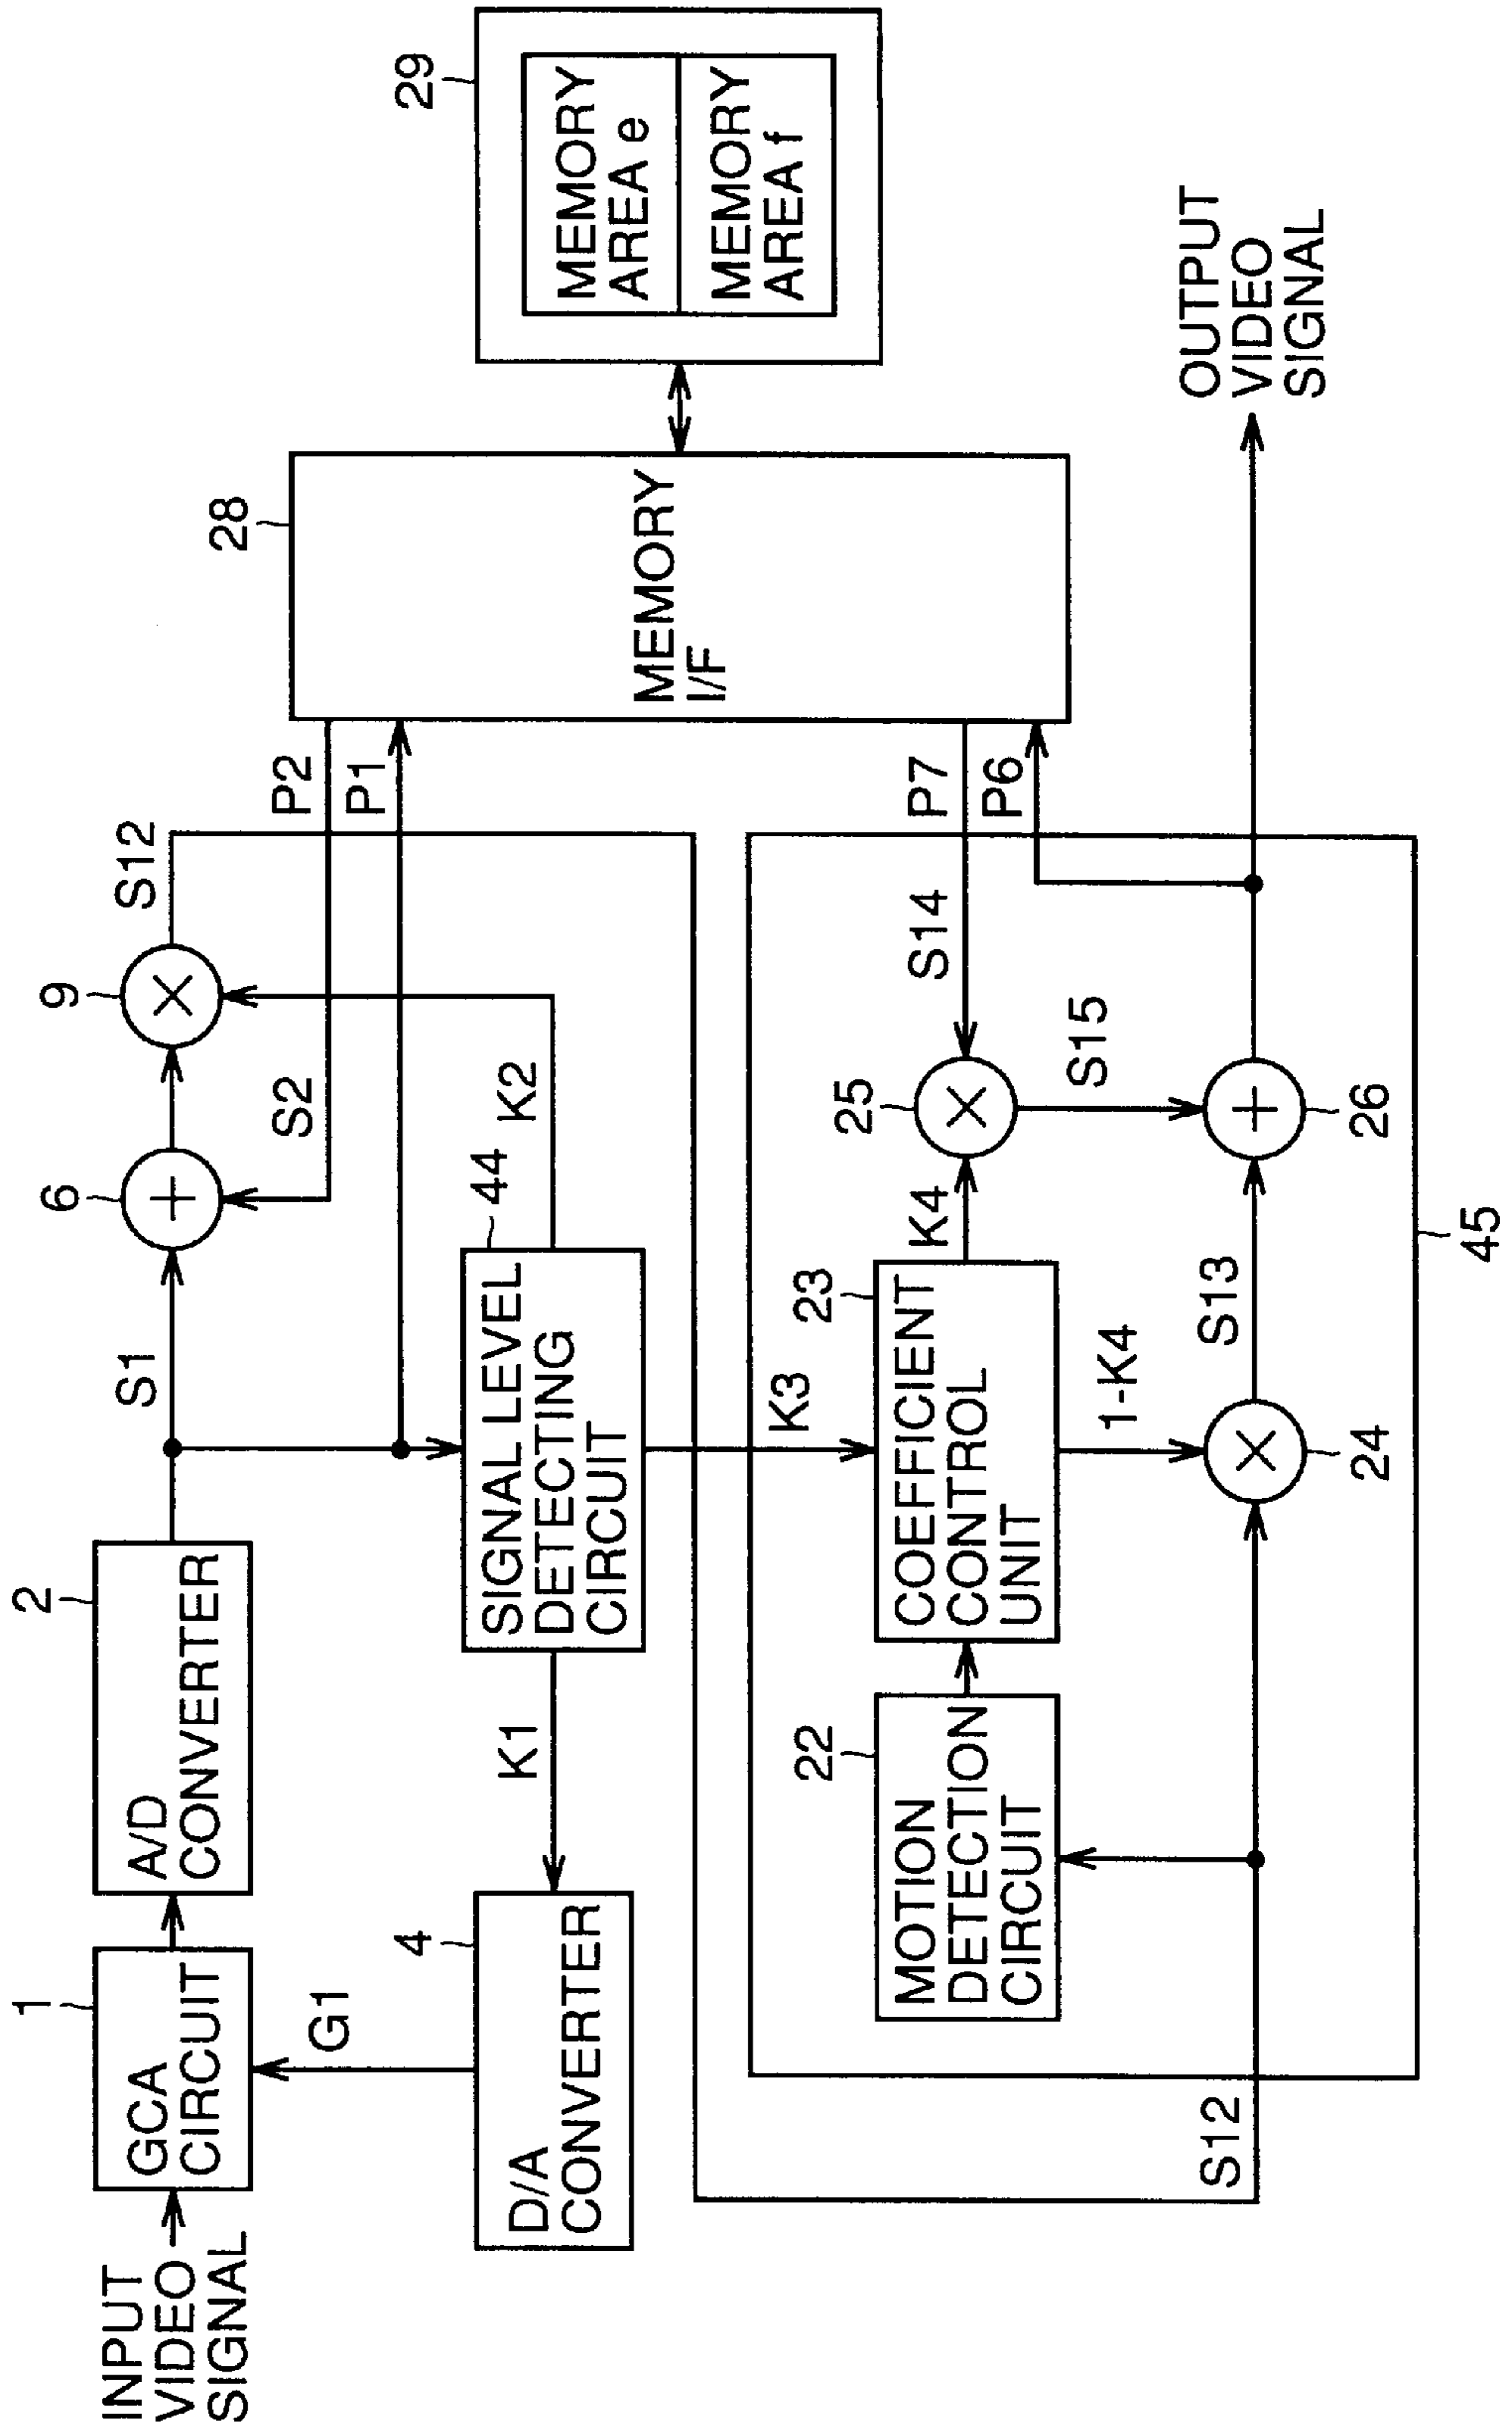 1
2
S1
6
9
S12
INPUT
VIDEO
SIGNAL
GCA
CIRCUIT
A/D
CONVERTER
S2
P2
P1
28
29
G1
4
D/A
CONVERTER
K1
44
SIGNAL LEVEL
DETECTING
CIRCUIT
K2
MEMORY
I/F
MEMORY
AREA e
MEMORY
AREA f
K3
22
MOTION
DETECTION
CIRCUIT
23
COEFFICIENT
CONTROL
UNIT
K4
25
S14
P7
P6
1-K4
S15
S12
24
S13
26
45
OUTPUT
VIDEO
SIGNAL